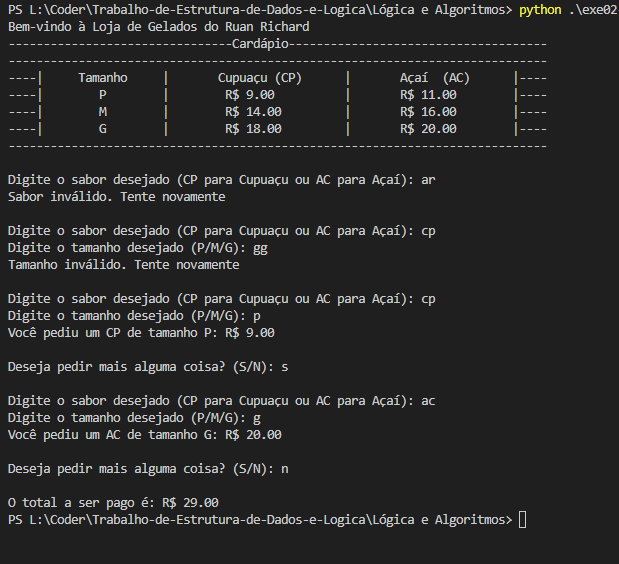 PS L:\Coder\Trabalho-de-Estrutura-de-Dados-e-Logica\Lógica e Algoritmos> python .\exe02
Bem-vindo à Loja de Gelados do Ruan Richard
--------------------------------Cardápio-------------------------------------
-----------------------------------------------------------------------------
----|     Tamanho     |       Cupuaçu (CP)      |       Açaí  (AC)      |----
----|        P        |        R$ 9.00          |       R$ 11.00        |----
----|        M        |        R$ 14.00         |       R$ 16.00        |----
----|        G        |        R$ 18.00         |       R$ 20.00        |----
-----------------------------------------------------------------------------

Digite o sabor desejado (CP para Cupuaçu ou AC para Açaí): ar
Sabor inválido. Tente novamente

Digite o sabor desejado (CP para Cupuaçu ou AC para Açaí): cp
Digite o tamanho desejado (P/M/G): gg
Tamanho inválido. Tente novamente

Digite o sabor desejado (CP para Cupuaçu ou AC para Açaí): cp
Digite o tamanho desejado (P/M/G): p
Você pediu um CP de tamanho P: R$ 9.00

Deseja pedir mais alguma coisa? (S/N): s

Digite o sabor desejado (CP para Cupuaçu ou AC para Açaí): ac
Digite o tamanho desejado (P/M/G): g
Você pediu um AC de tamanho G: R$ 20.00

Deseja pedir mais alguma coisa? (S/N): n

O total a ser pago é: R$ 29.00
PS L:\Coder\Trabalho-de-Estrutura-de-Dados-e-Logica\Lógica e Algoritmos>